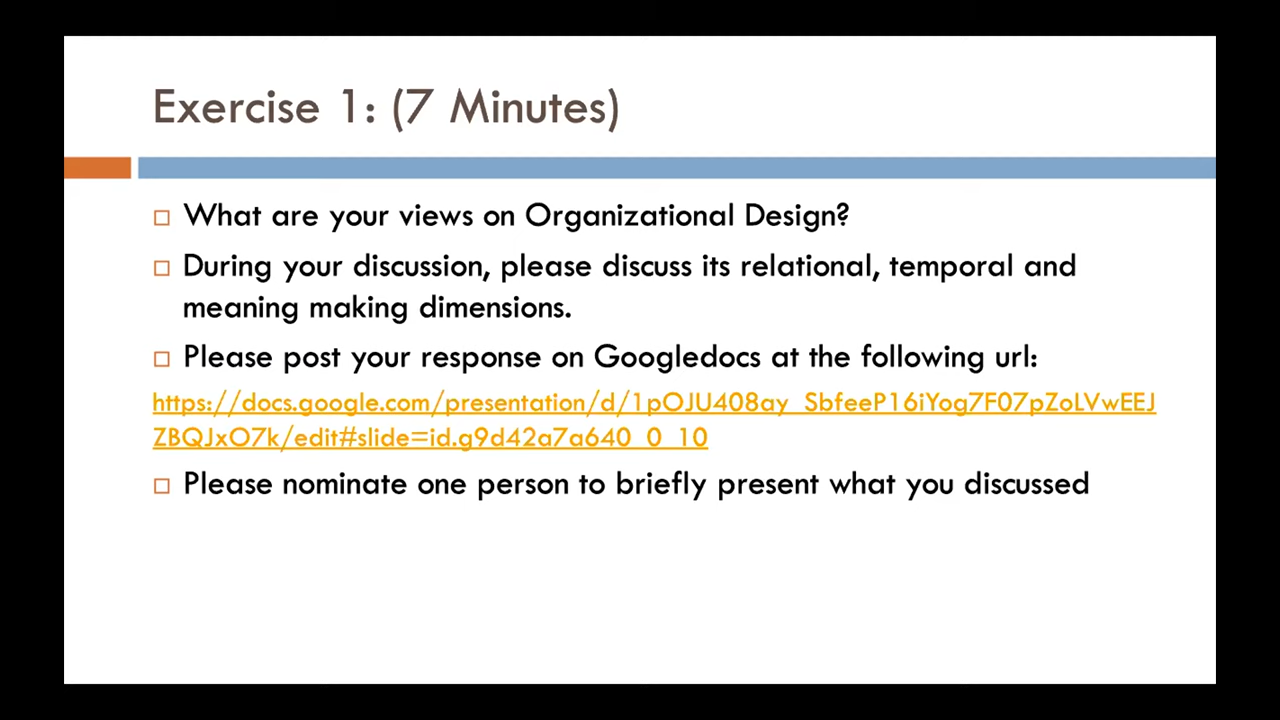 Exercise 1: (7 Minutes)
What are your views on Organizational Design?
During your discussion, please discuss its relational, temporal and
meaning making dimensions.
Please post your response on Googledocs at the following url:
https://docs.google.com/presentation/d/1pOJU408ay_SbfeeP16iYog7F07pZoLVwEEJ
ZBQJxO7k/edit#slide=id.g9d42a7a640_0_10
Please nominate one person to briefly present what you discussed